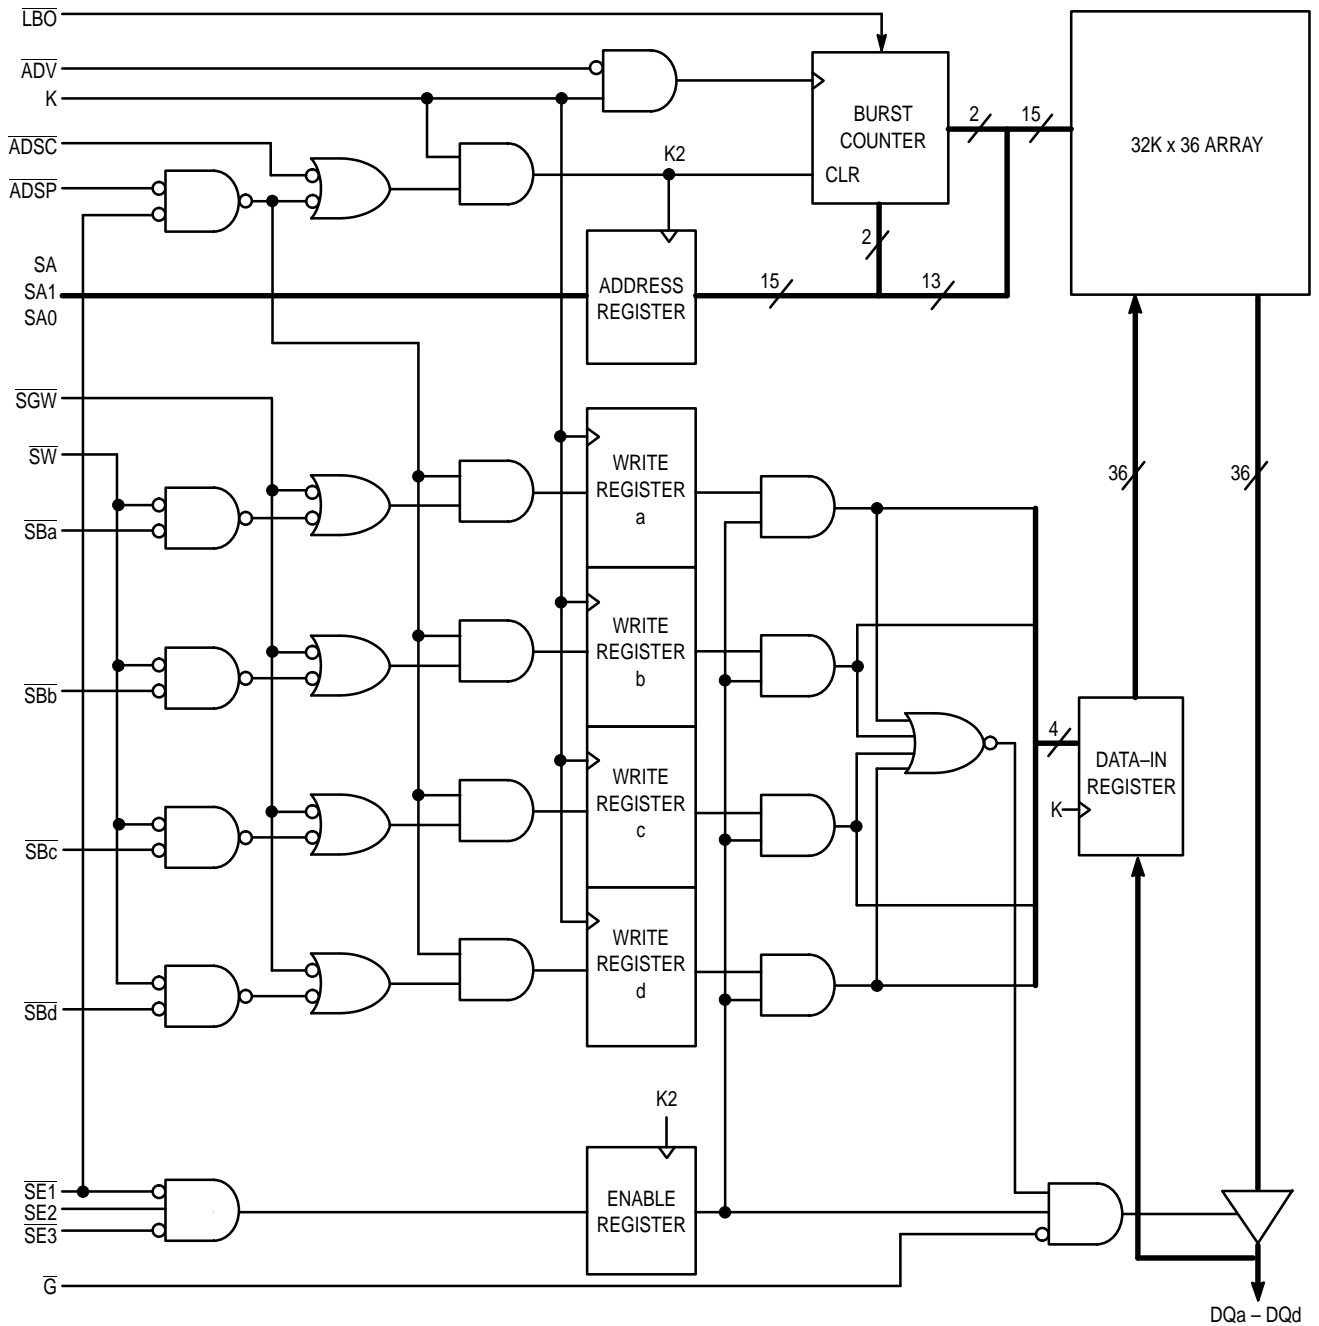 LBO
ADV
K
ADSC
ADSP
SA
SA1
SA0
K2
BURST
COUNTER
CLR
2
15
32K x 36 ARRAY
2
ADDRESS
REGISTER
15
13
SGW
SW
SBa
SBb
SBc
SBd
WRITE
REGISTER
a
WRITE
REGISTER
b
WRITE
REGISTER
c
WRITE
REGISTER
d
36
36
4
DATA–IN
REGISTER
K
K2
SE1
SE2
SE3
ENABLE
REGISTER
G
DQa – DQd